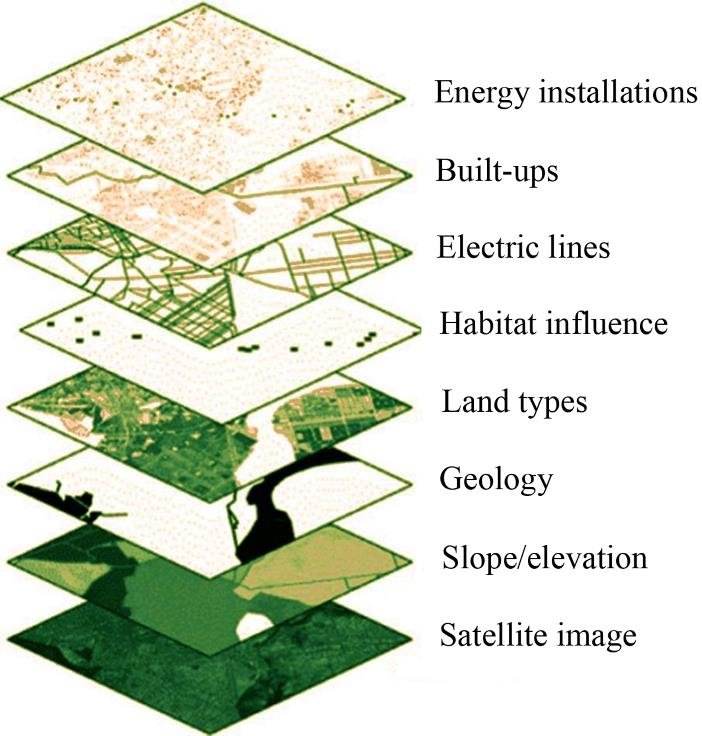 Energy installations
Built-ups
Electric lines
Habitat influence
Land types
Geology
Slope/elevation
Satellite image